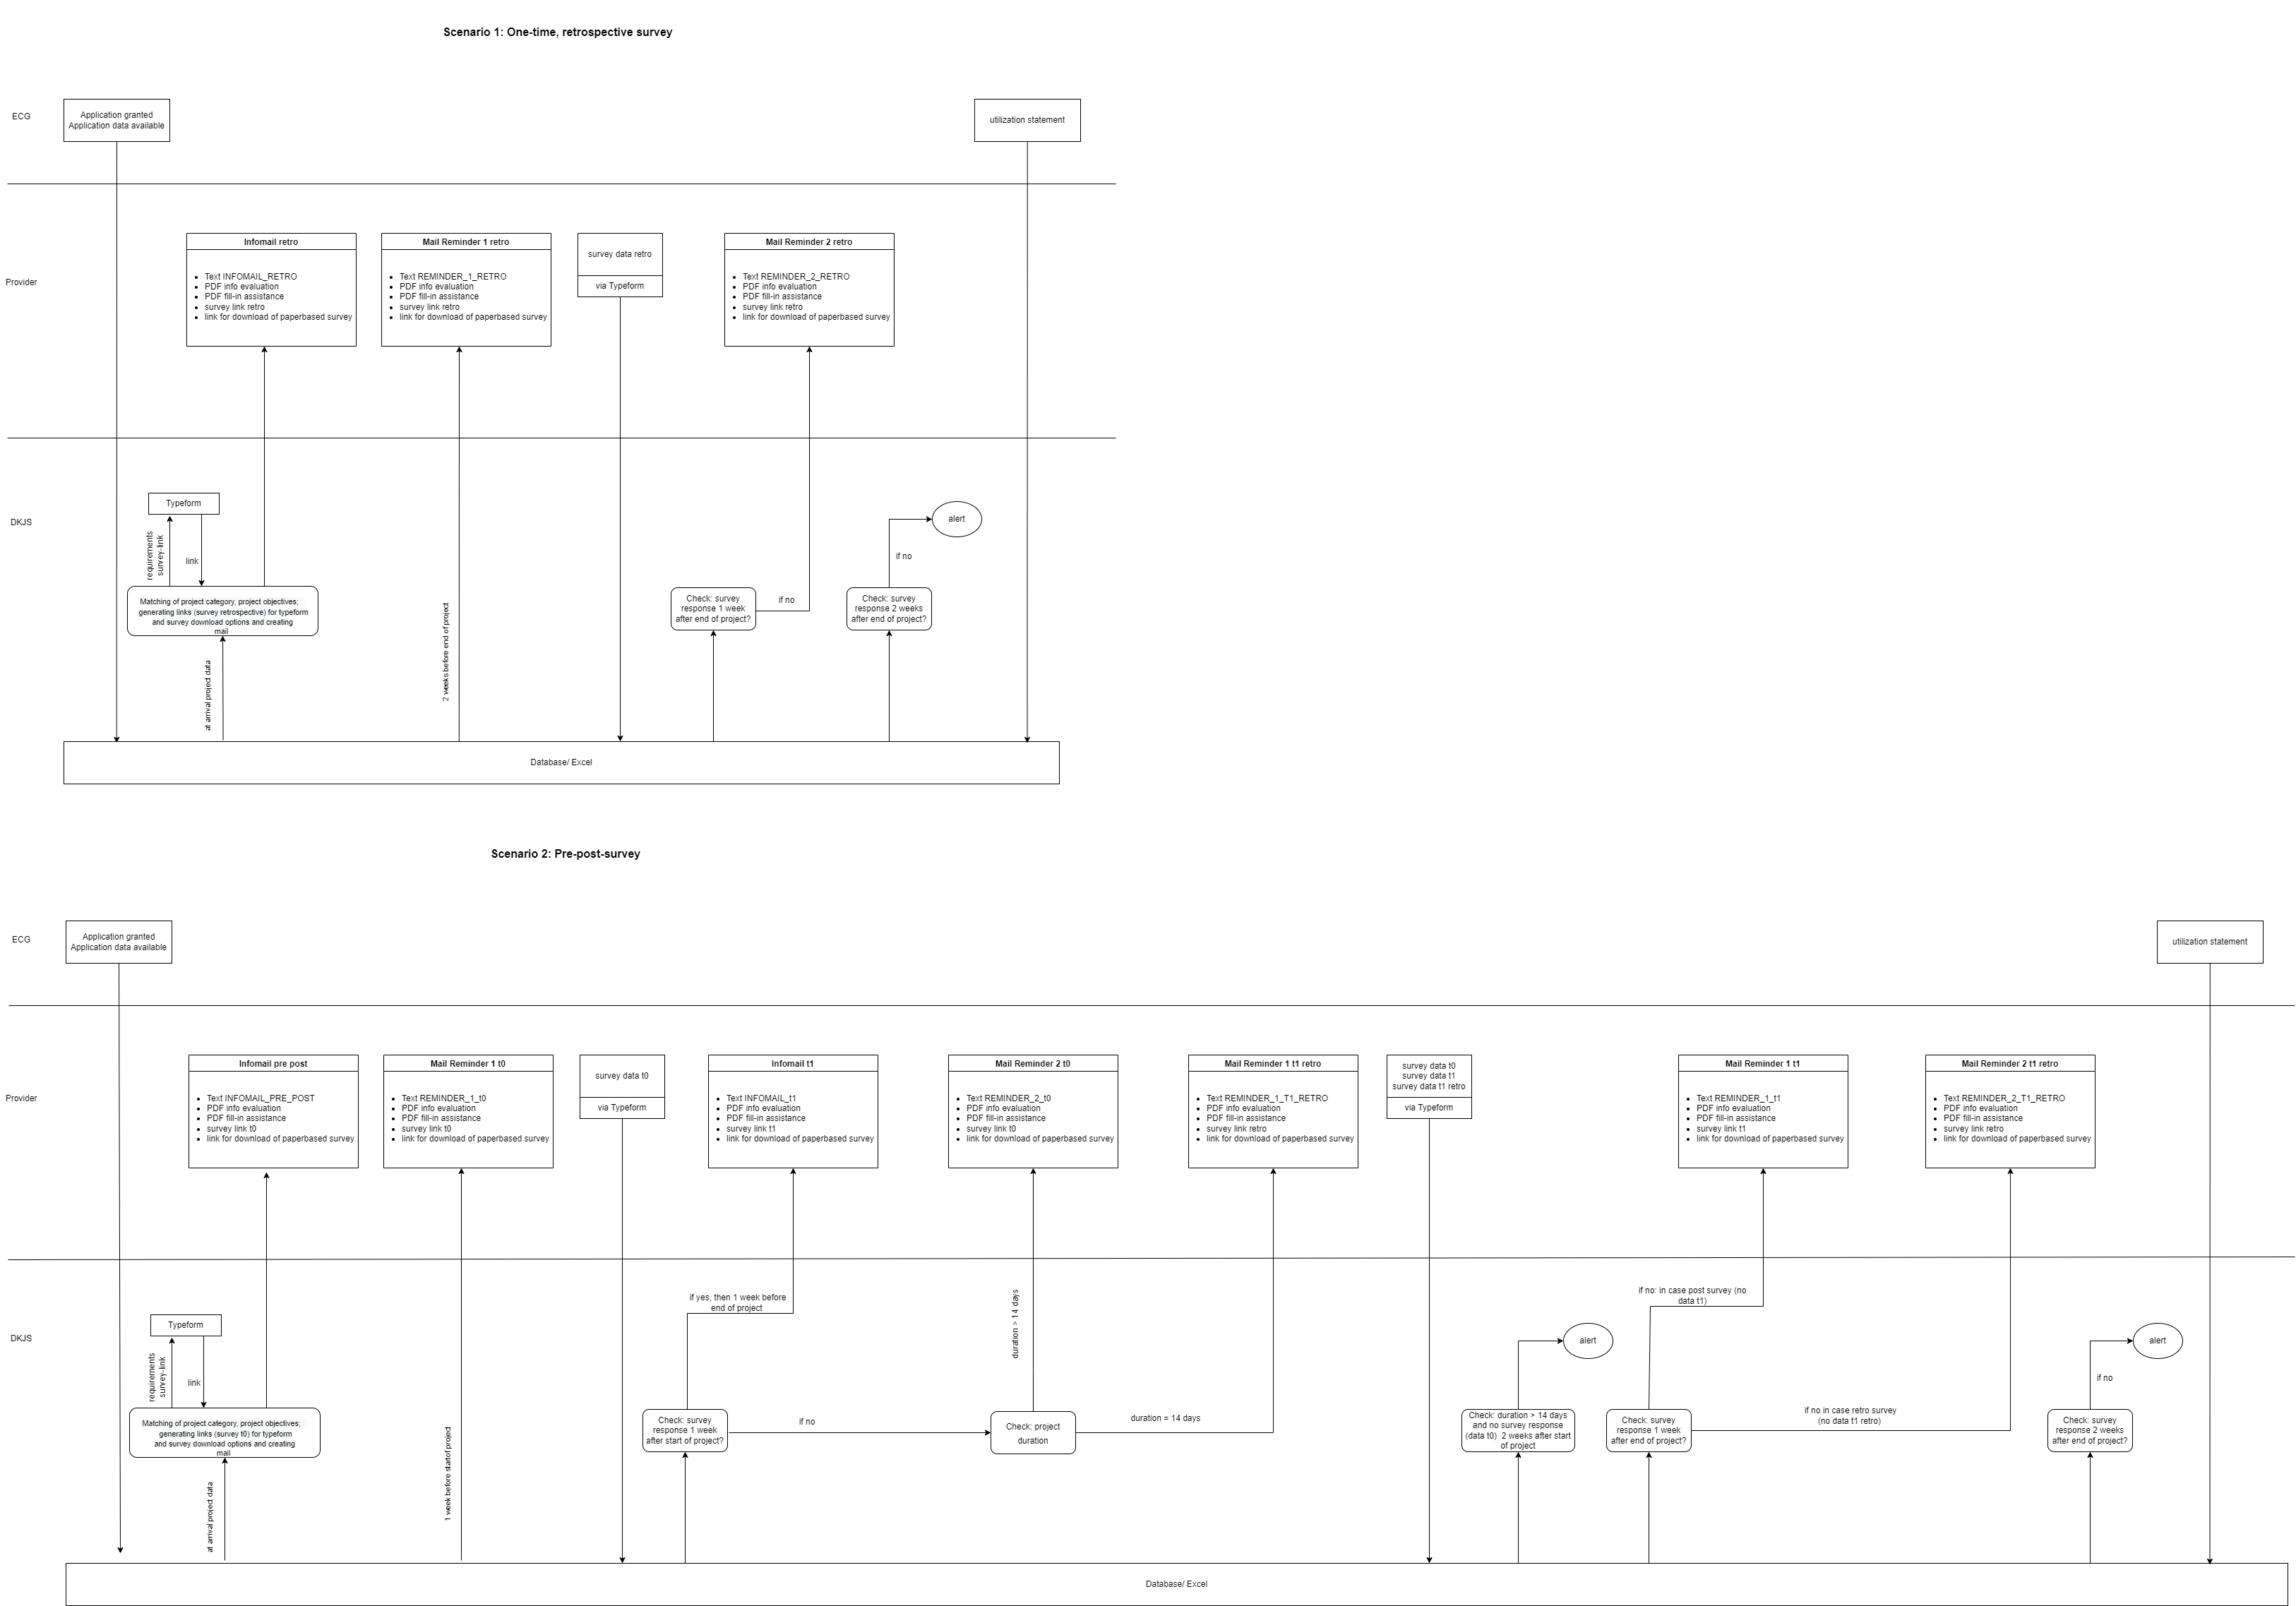 Scenario 1: One-time, retrospective survey
ECG
Application granted
Application data available
utilization statement
Provider
Infomail retro
Text INFOMAIL_RETRO
PDF info evaluation
PDF fill-in assistance
survey link retro
link for download of paperbased survey
Mail Reminder 1 retro
Text REMINDER_1_RETRO
PDF info evaluation
PDF fill-in assistance
survey link retro
link for download of paperbased survey
survey data retro
via Typeform
Mail Reminder 2 retro
Text REMINDER_2_RETRO
PDF info evaluation
PDF fill-in assistance
survey link retro
link for download of paperbased survey
DKJS
Typeform
requirements
survey-link
link
Matching of project category, project objectives;
generating links (survey retrospective) for typeform
and survey download options and creating
mail
at arrival project data
2 weeks before end of project
Check: survey
response 1 week
after end of project?
if no
Check: survey
response 2 weeks
after end of project?
if no
alert
Database/ Excel
Scenario 2: Pre-post-survey
ECG
Application granted
Application data available
utilization statement
Provider
Infomail pre post
Text INFOMAIL_PRE_POST
PDF info evaluation
PDF fill-in assistance
survey link t0
link for download of paperbased survey
Mail Reminder 1 t0
Text REMINDER_1_t0
PDF info evaluation
PDF fill-in assistance
survey link t0
link for download of paperbased survey
survey data t0
via Typeform
Infomail t1
Text INFOMAIL_t1
PDF info evaluation
PDF fill-in assistance
survey link t1
link for download of paperbased survey
Mail Reminder 2 t0
Text REMINDER_2_t0
PDF info evaluation
PDF fill-in assistance
survey link t0
link for download of paperbased survey
Mail Reminder 1 t1 retro
Text REMINDER_1_T1_RETRO
PDF info evaluation
PDF fill-in assistance
survey link retro
link for download of paperbased survey
survey data t0
survey data t1
survey data t1 retro
via Typeform
Mail Reminder 1 t1
Text REMINDER_1_t1
PDF info evaluation
PDF fill-in assistance
survey link t1
link for download of paperbased survey
Mail Reminder 2 t1 retro
Text REMINDER_2_T1_RETRO
PDF info evaluation
PDF fill-in assistance
survey link retro
link for download of paperbased survey
DKJS
Typeform
requirements
survey-link
link
Matching of project category, project objectives;
generating links (survey t0) for typeform
and survey download options and creating
mail
at arrival project data
1 week before startof project
if yes, then 1 week before
end of project
Check: survey
response 1 week
after start of project?
if no
duration > 14 days
Check: project
duration
duration = 14 days
alert
Check: duration > 14 days
and no survey response
(data t0) 2 weeks after start
of project
if no: in case post survey (no
data t1)
Check: survey
response 1 week
after end of project?
if no in case retro survey
(no data t1 retro)
alert
if no
Check: survey
response 2 weeks
after end of project?
Database/ Excel